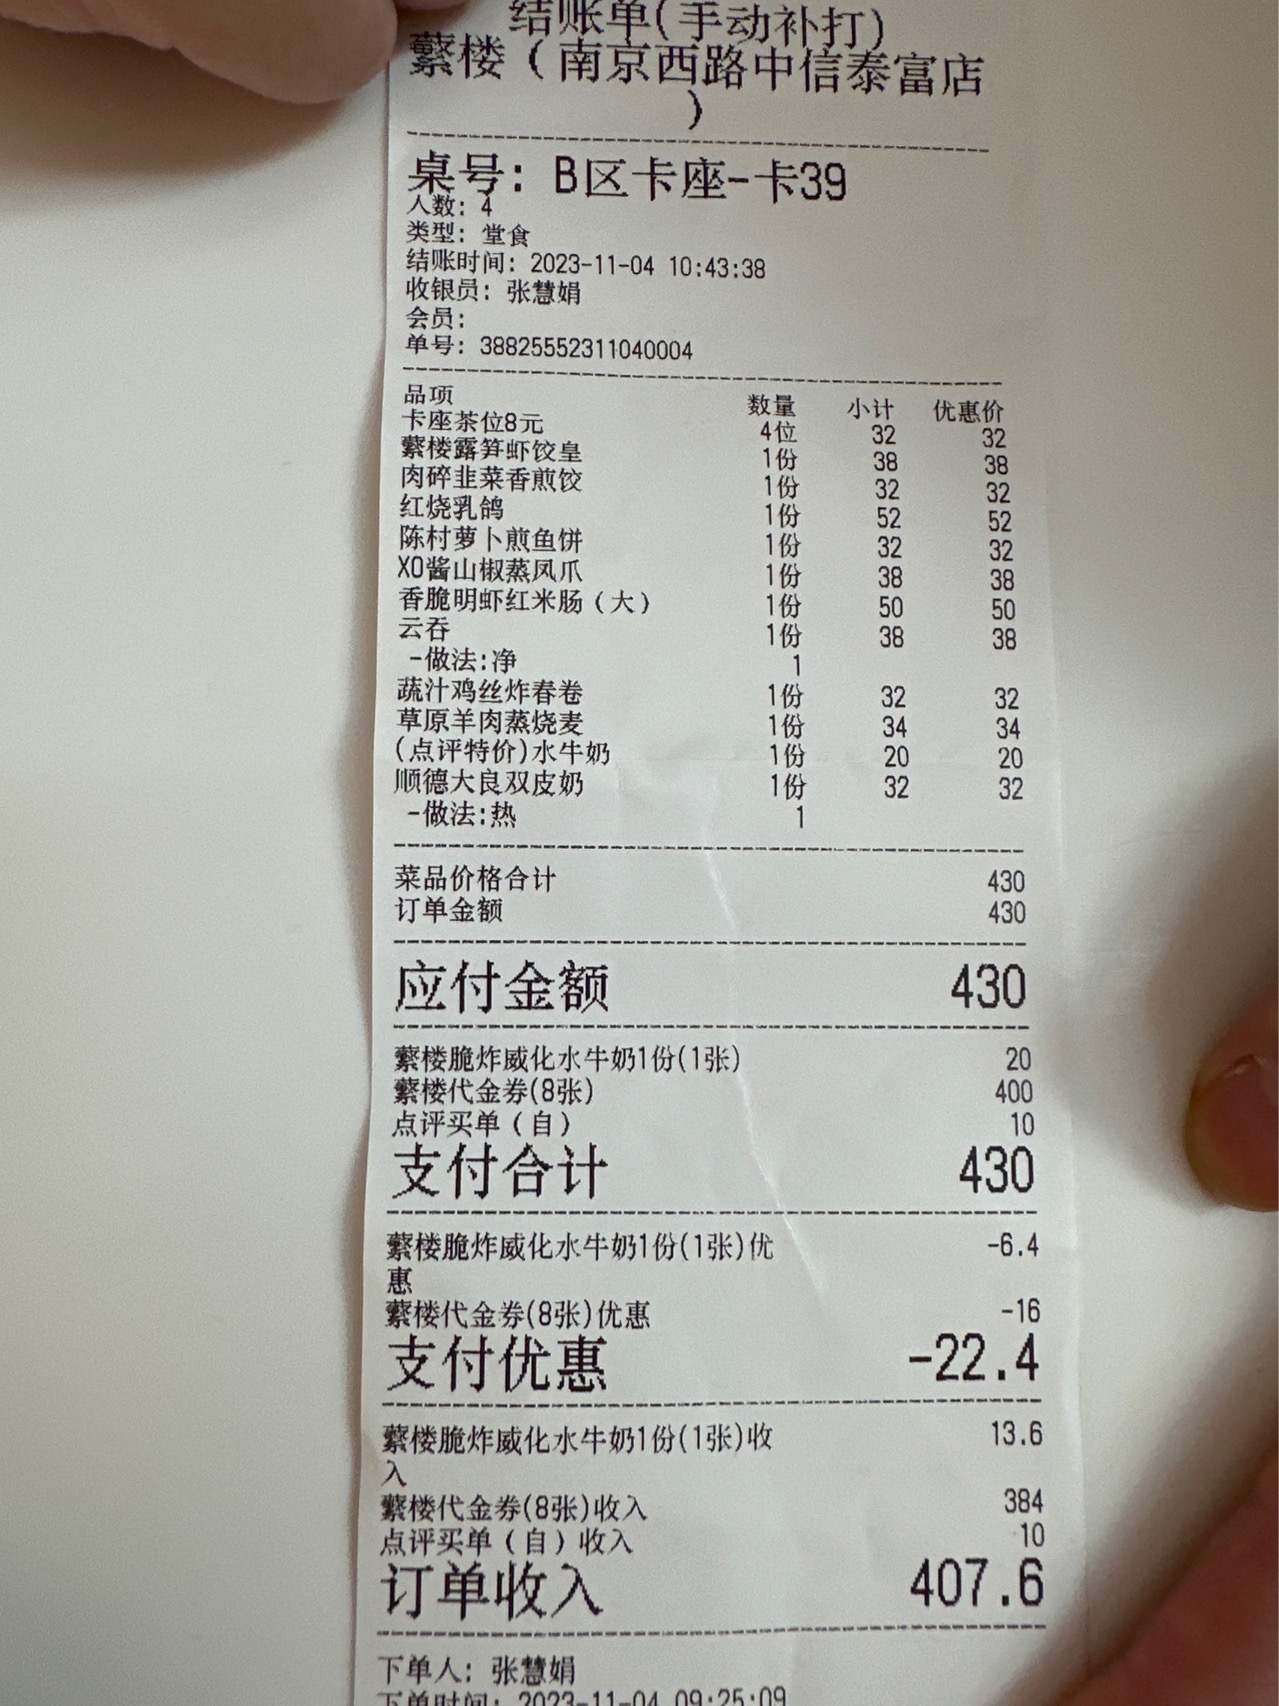 结账单(手动补打)
蘩楼（南京西路中信泰富店
）
桌号: B区卡座-卡39
人数: 4
类型: 堂食
结账时间: 2023-11-04 10:43:38
收银员: 张慧娟
会员:
单号: 38825552311040004
品项 数量 小计 优惠价
卡座茶位8元 4位 32 32
蘩楼露笋虾饺皇 1份 38 38
肉碎韭菜香煎饺 1份 32 32
红烧乳鸽 1份 52 52
陈村萝卜煎鱼饼 1份 32 32
XO酱山椒蒸凤爪 1份 38 38
香脆明虾红米肠（大） 1份 50 50
云吞 1份 38 38
-做法:净 1
蔬汁鸡丝炸春卷 1份 32 32
草原羊肉蒸烧麦 1份 34 34
(点评特价)水牛奶 1份 20 20
顺德大良双皮奶 1份 32 32
-做法:热 1
菜品价格合计 430
订单金额 430
应付金额 430
蘩楼脆炸威化水牛奶1份(1张) 20
蘩楼代金券(8张) 400
点评买单（自） 10
支付合计 430
蘩楼脆炸威化水牛奶1份(1张)优 -6.4
惠
蘩楼代金券(8张)优惠 -16
支付优惠 -22.4
蘩楼脆炸威化水牛奶1份(1张)收 13.6
入
蘩楼代金券(8张)收入 384
点评买单（自）收入 10
订单收入 407.6
下单人: 张慧娟
下单时间: 2023-11-04 09:25:09